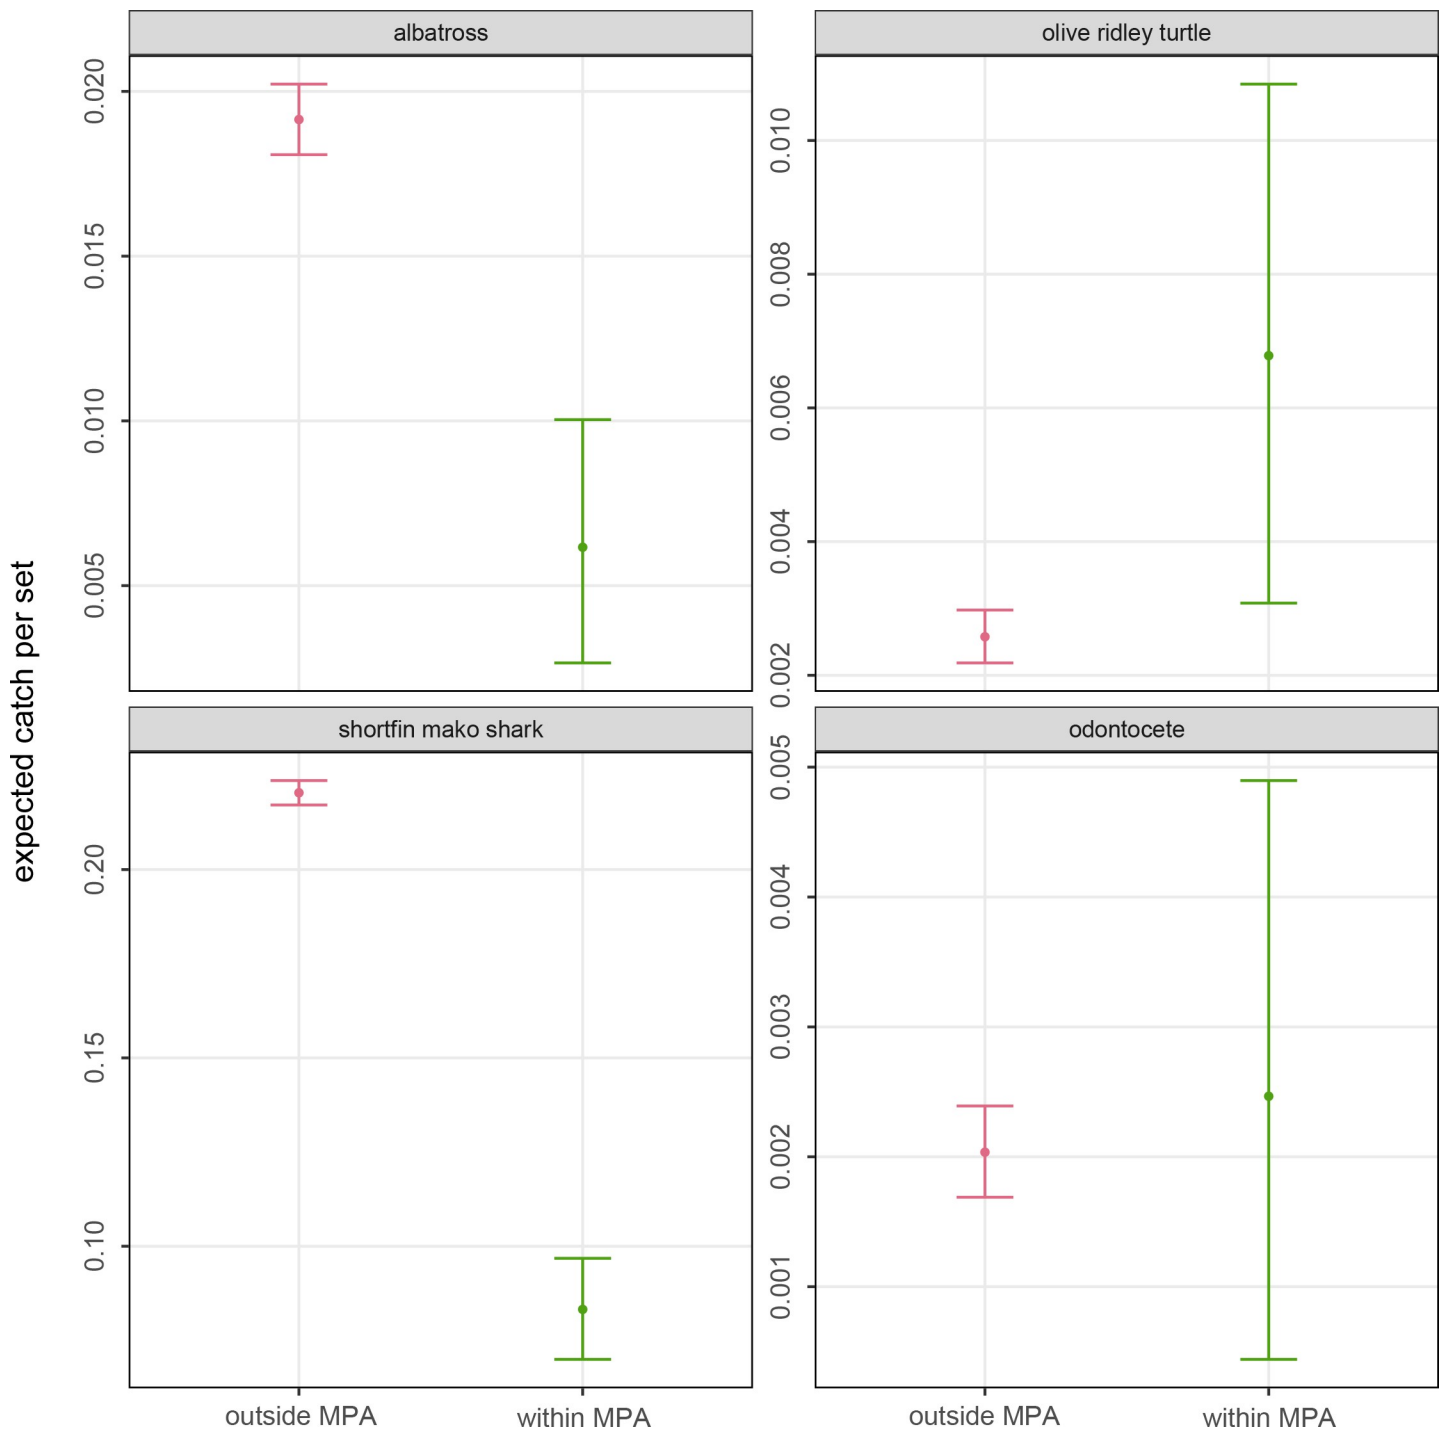 expected catch per set
albatross
0.020
0.015
0.010
0.005
olive ridley turtle
0.010
0.008
0.006
0.004
0.002
shortfin mako shark
0.20
0.15
0.10
outside MPA within MPA
odontocete
0.005
0.004
0.003
0.002
0.001
outside MPA within MPA